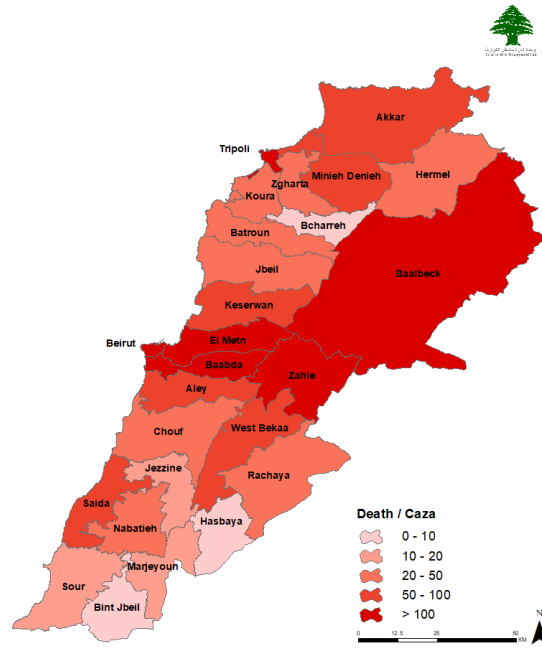 Akkar
Tripoli
Minieh Denieh
Hermel
Zgharta
Koura
Bcharreh
Batroun
Jbeil
Baalbeck
Keserwan
El Metn
Beirut
Baabda
Zahle
Aley
West Bekaa
Chouf
Jezzine
Rachaya
Saida
Hasbaya
Nabatieh
Marjeyoun
Sour
Bint Jbeil
Death / Caza
0 - 10
10 - 20
20 - 50
50 - 100
> 100
N
0 12.5 25 50
KM